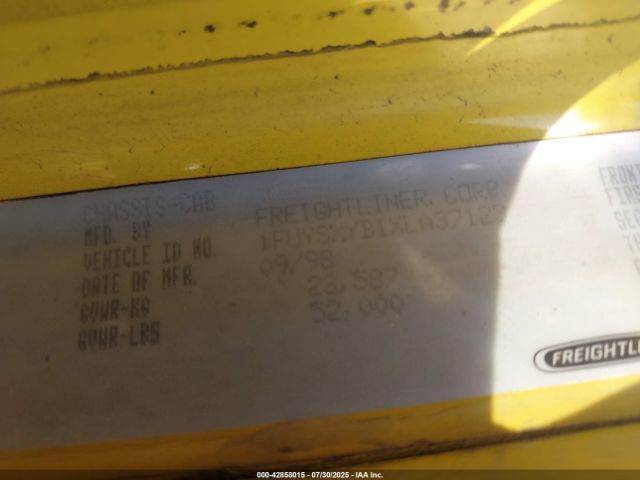 CHASSIS-CAB
MFD. BY FREIGHTLINER CORP
VEHICLE ID NO.
DATE OF MFR. 09/98
GVWR-KG 23,587
GVWR-LBS 52,000
FREIGHTL
000-42858015 | 07/30/2025 | IAA Inc.